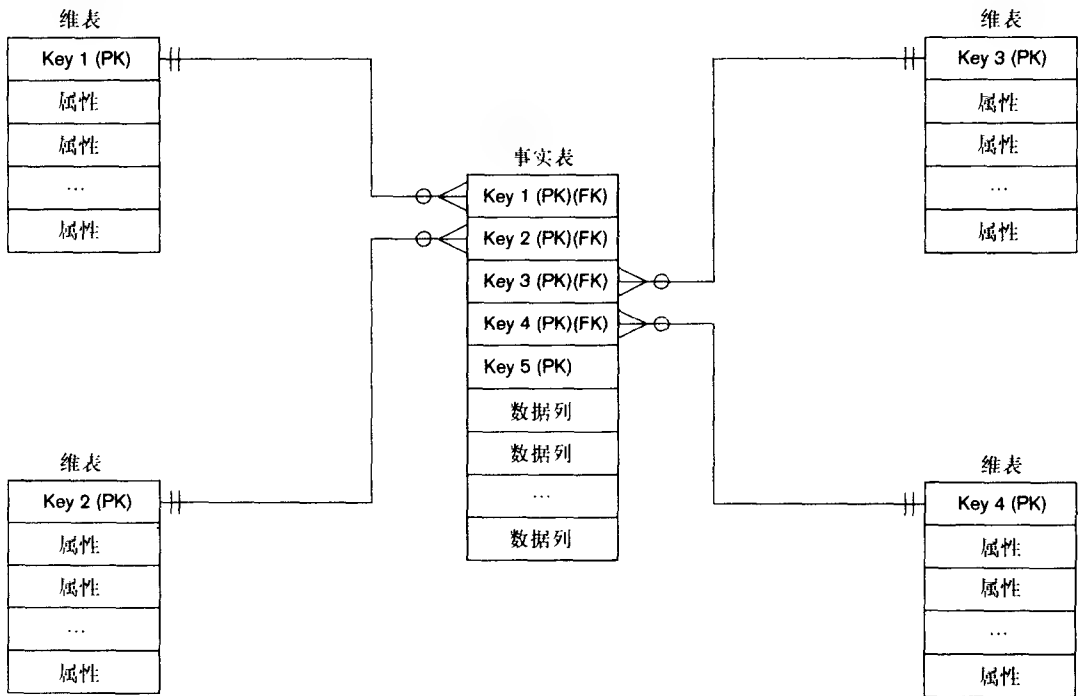 维表
Key 1 (PK)
属性
属性
…
属性
维表
Key 3 (PK)
属性
属性
…
属性
事实表
Key 1 (PK)(FK)
Key 2 (PK)(FK)
Key 3 (PK)(FK)
Key 4 (PK)(FK)
Key 5 (PK)
数据列
数据列
…
数据列
维表
Key 2 (PK)
属性
属性
…
属性
维表
Key 4 (PK)
属性
属性
…
属性